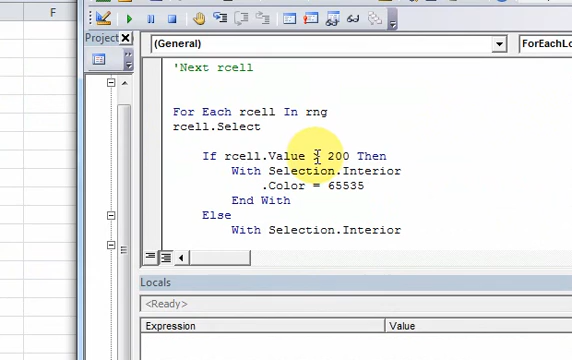 F
Project
(General)
ForEachLo
'Next rcell
For Each rcell In rng
rcell.Select
If rcell.Value > 200 Then
With Selection.Interior
.Color = 65535
End With
Else
With Selection.Interior
Locals
<Ready>
Expression
Value